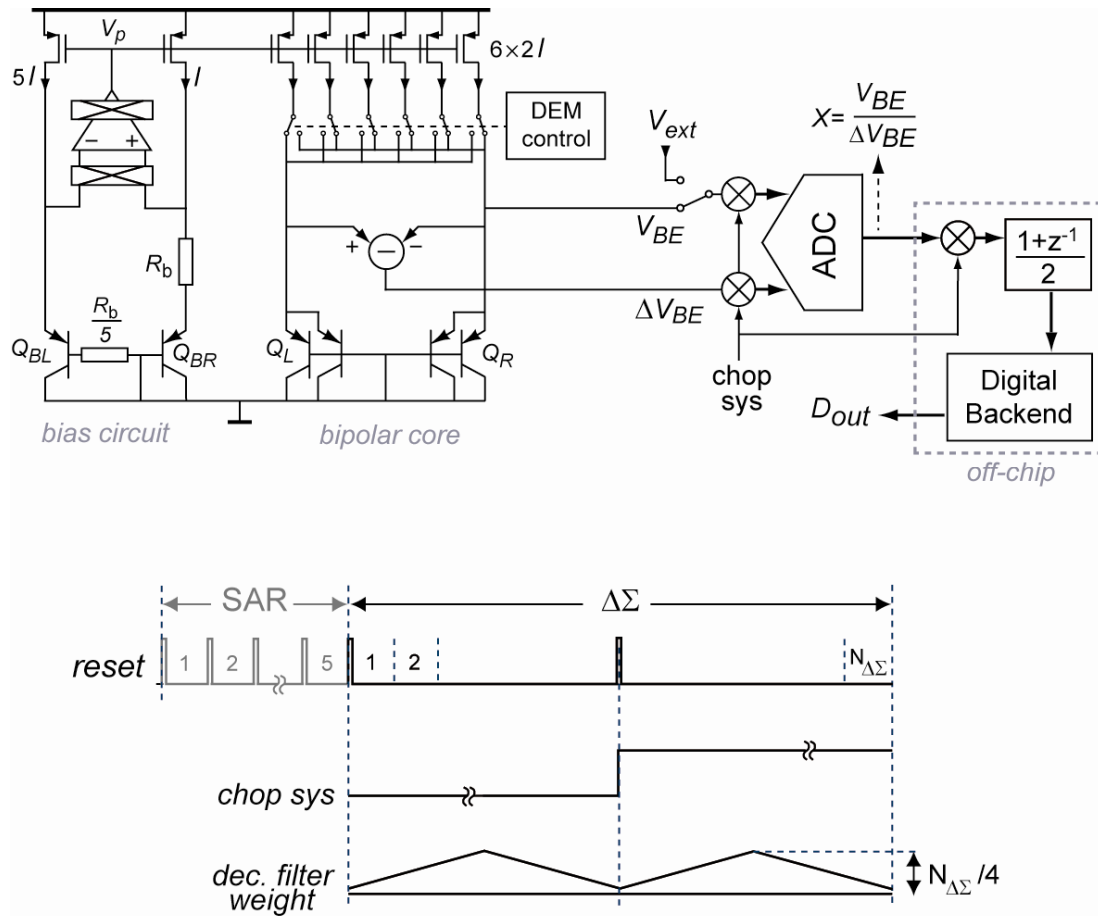 V_p
5I
I
6×2I
R_b
R_b
5
Q_BL
Q_BR
bias circuit
− +
DEM
control
+ − −
Q_L
Q_R
bipolar core
V_ext
V_BE
ΔV_BE
chop
sys
ADC
X= V_BE
ΔV_BE
1+z^-1
2
Digital
Backend
D_out
off-chip
SAR
ΔΣ
reset
1
2
5
1
2
N_ΔΣ
chop sys
dec. filter
weight
N_ΔΣ /4